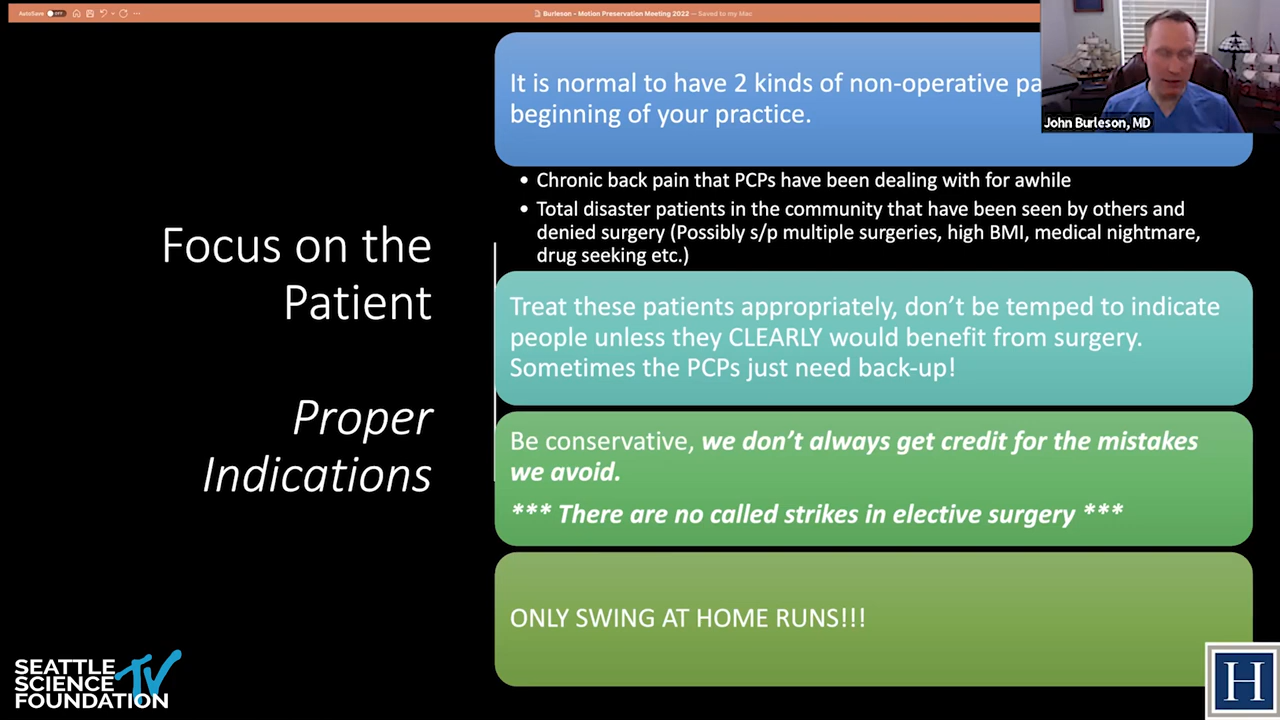 AutoSave
OFF
Burleson - Motion Preservation Meeting 2022 — Saved to my Mac
It is normal to have 2 kinds of non-operative
beginning of your practice.
John Burleson, MD
• Chronic back pain that PCPs have been dealing with for awhile
• Total disaster patients in the community that have been seen by others and
denied surgery (Possibly s/p multiple surgeries, high BMI, medical nightmare,
drug seeking etc.)
Focus on the
Patient
Proper
Indications
Treat these patients appropriately, don't be temped to indicate
people unless they CLEARLY would benefit from surgery.
Sometimes the PCPs just need back-up!
Be conservative, we don't always get credit for the mistakes
we avoid.
*** There are no called strikes in elective surgery ***
ONLY SWING AT HOME RUNS!!!
SEATTLE
SCIENCE TV
FOUNDATION
H